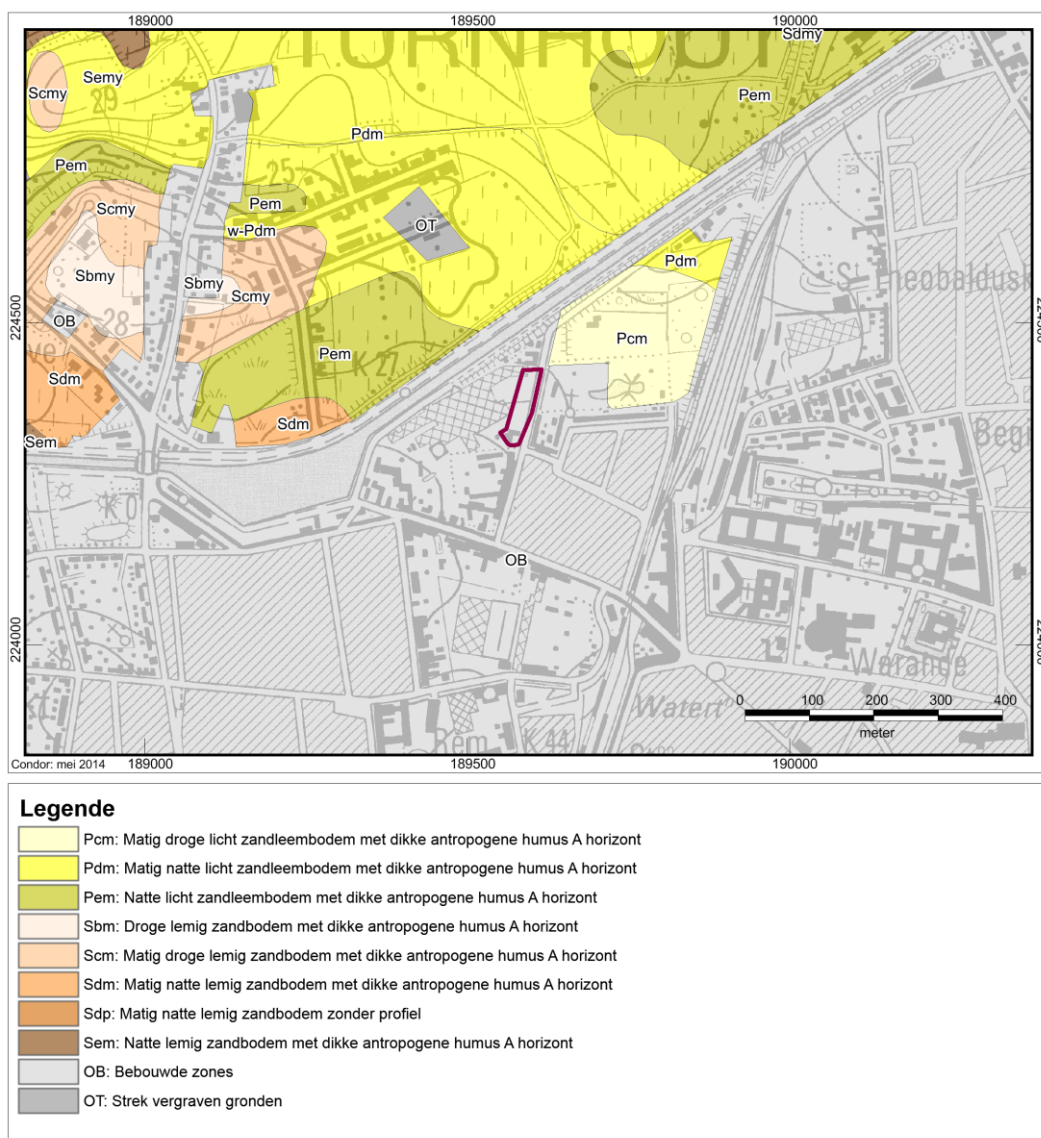 189000 189500 190000
TURNHOUT
Sdmy
Semy
Scmy
29
Pem
Pdm
Pem
25
Scmy
Pem
w-Pdm
OT
Pdm
Sbmy
Sbmy
Scmy
St Theobaldusk
224500
224500
OB
28
Pcm
Pem
K 27
Sdm
Sdm
Sem
Beg
OB
224000
224000
Warande
0 100 200 300 400
meter
Watert
Rem K 44
Condor: mei 2014
189000 189500 190000
Legende
Pcm: Matig droge licht zandleembodem met dikke antropogene humus A horizont
Pdm: Matig natte licht zandleembodem met dikke antropogene humus A horizont
Pem: Natte licht zandleembodem met dikke antropogene humus A horizont
Sbm: Droge lemig zandbodem met dikke antropogene humus A horizont
Scm: Matig droge lemig zandbodem met dikke antropogene humus A horizont
Sdm: Matig natte lemig zandbodem met dikke antropogene humus A horizont
Sdp: Matig natte lemig zandbodem zonder profiel
Sem: Natte lemig zandbodem met dikke antropogene humus A horizont
OB: Bebouwde zones
OT: Strek vergraven gronden